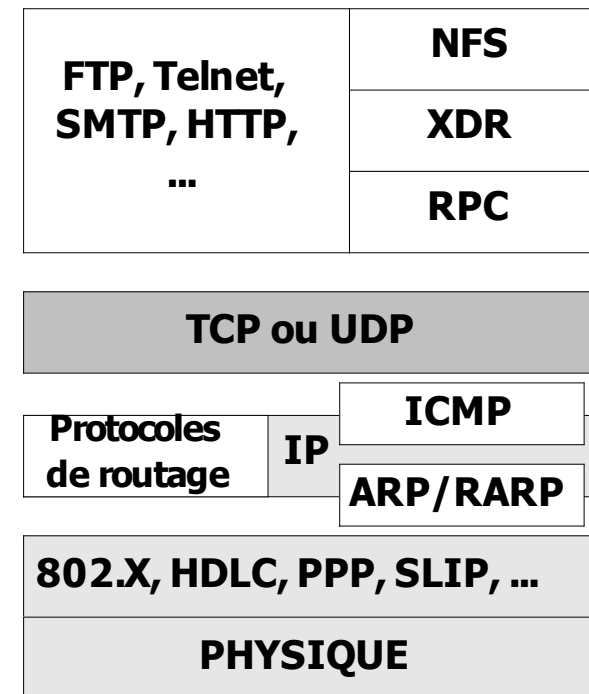 FTP, Telnet,
SMTP, HTTP,
...
NFS
XDR
RPC
TCP ou UDP
Protocoles
de routage
IP
ICMP
ARP/RARP
802.X, HDLC, PPP, SLIP, ...
PHYSIQUE